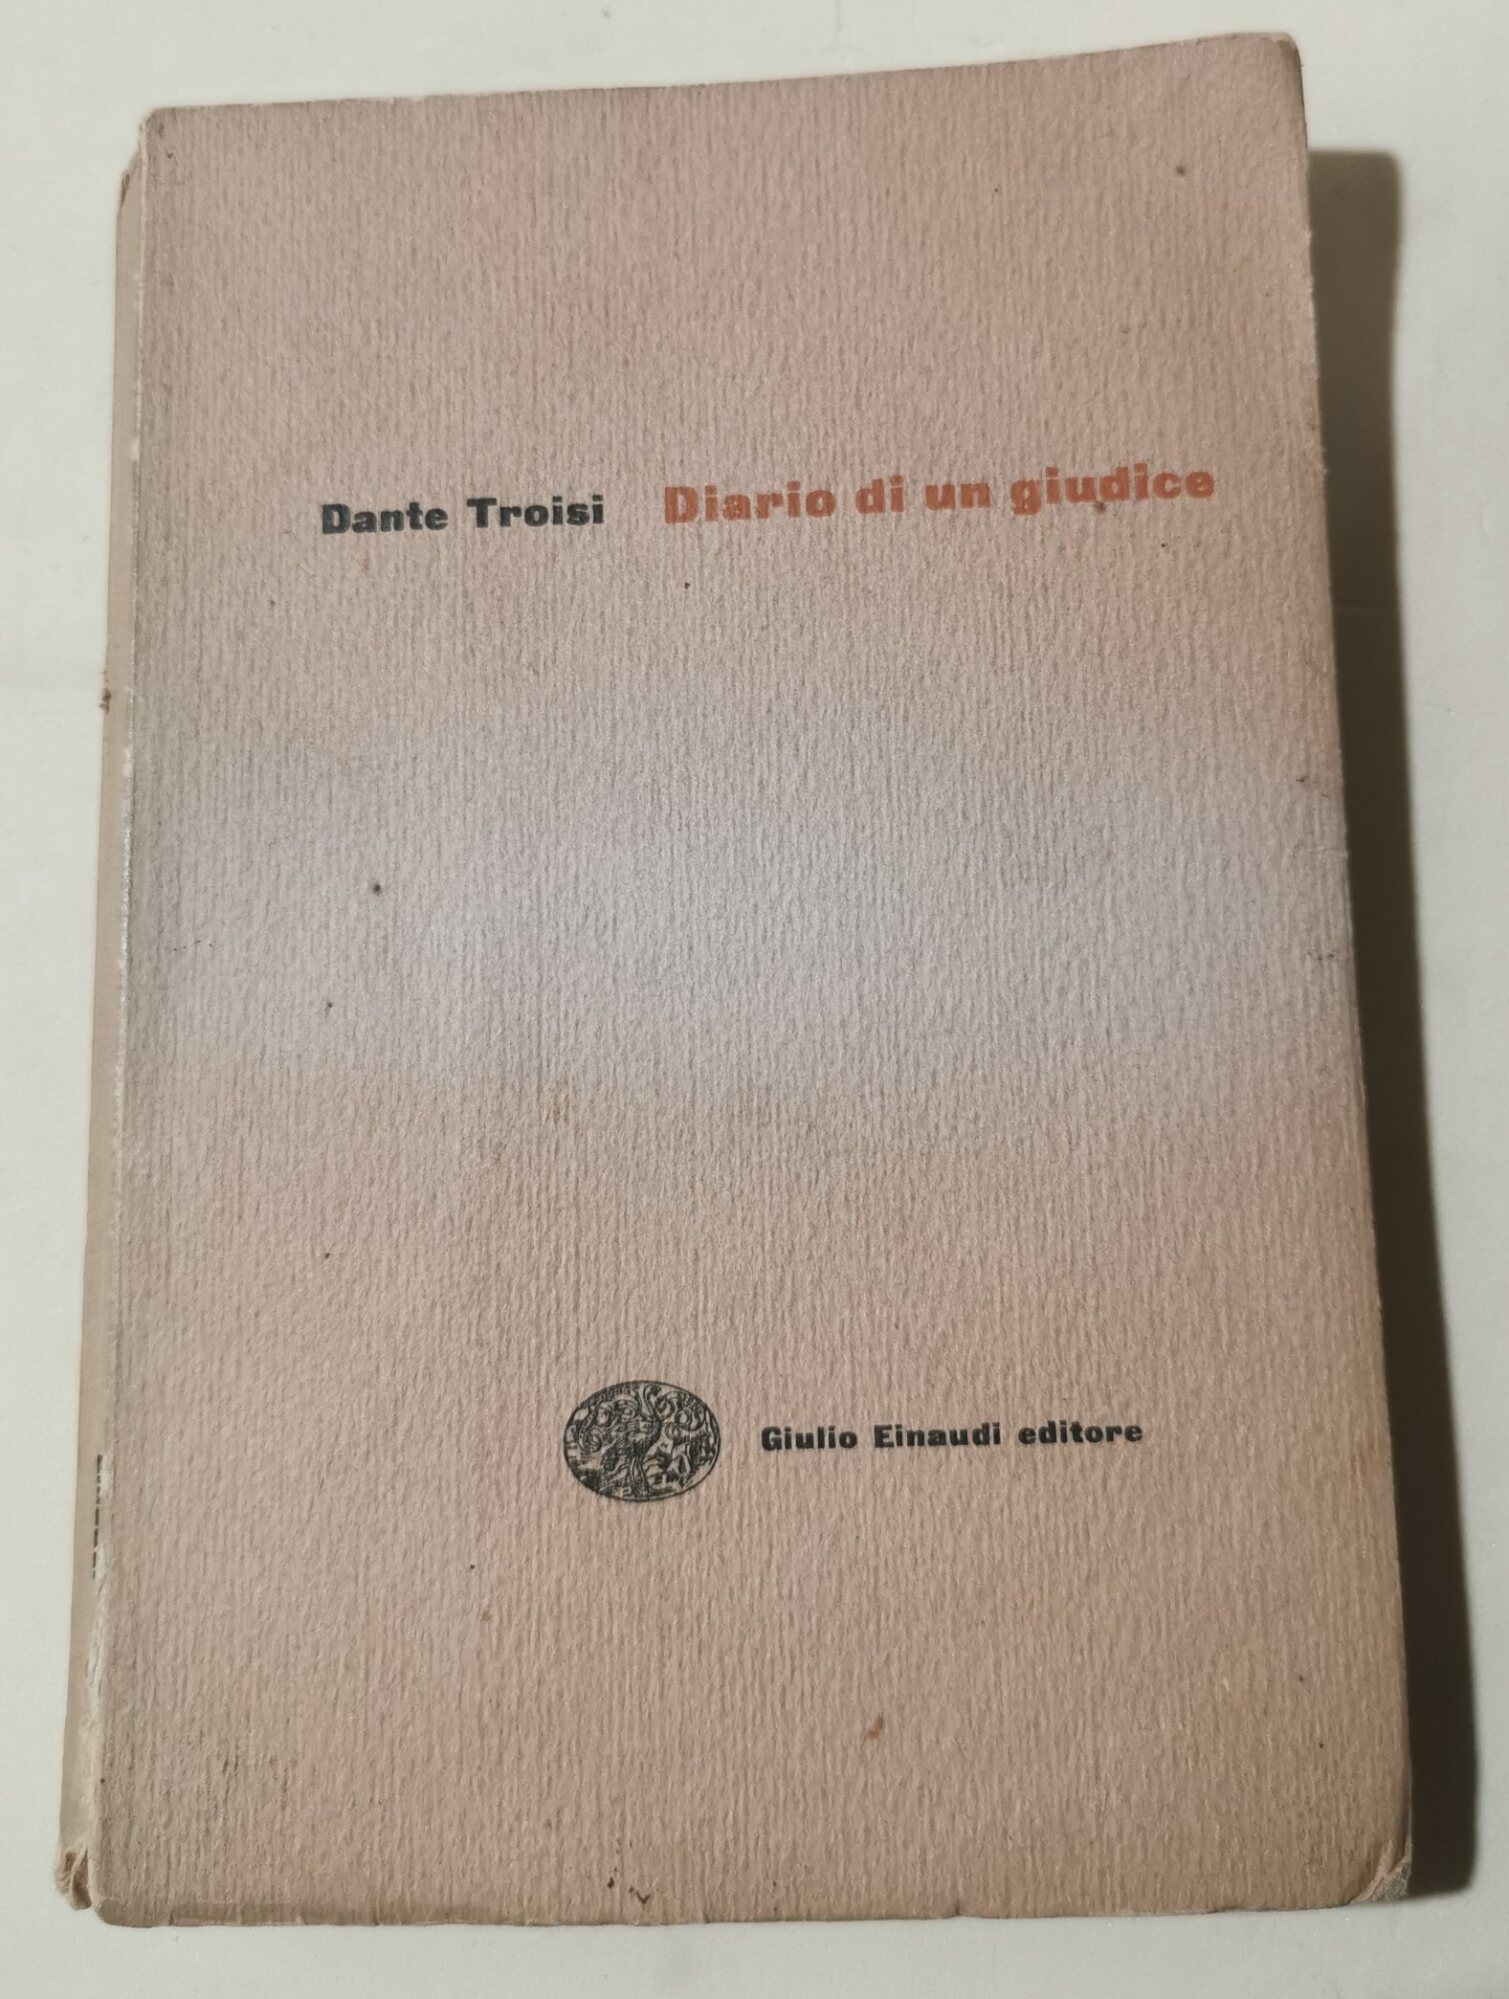 Dante Troisi Diario di un giudice
Giulio Einaudi editore